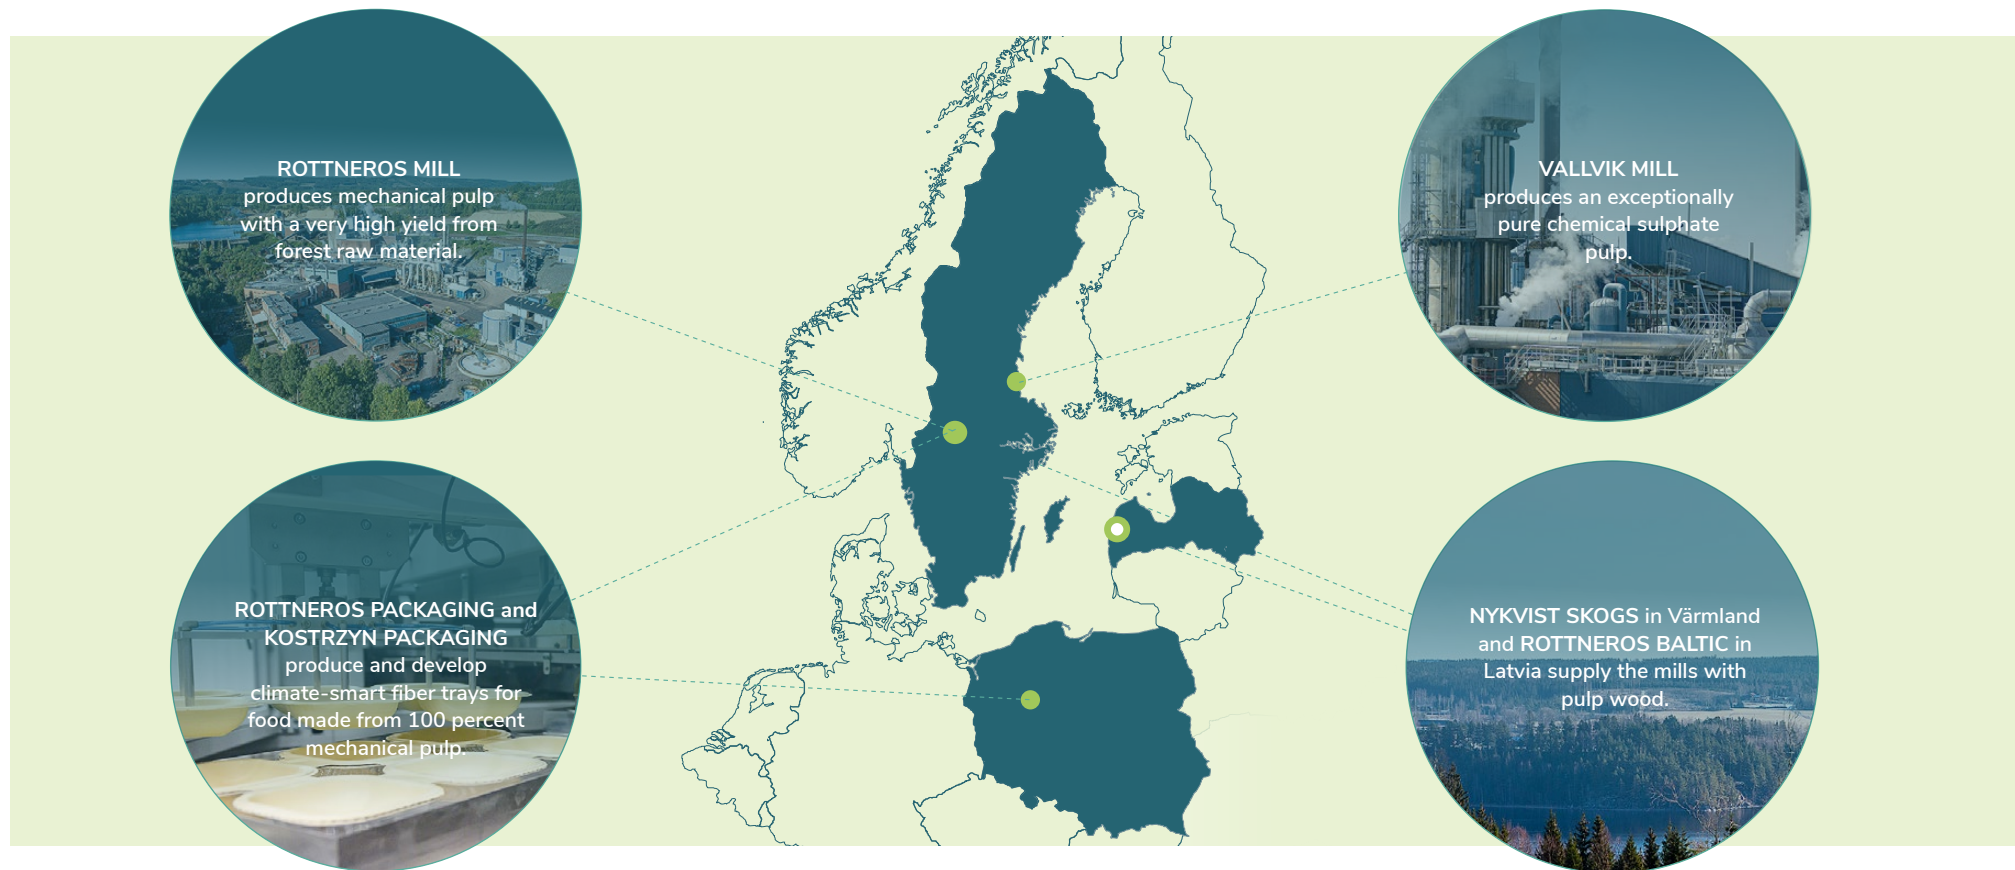 ROTTNEROS MILL
produces mechanical pulp
with a very high yield from
forest raw material.
VALLVIK MILL
produces an exceptionally
pure chemical sulphate
pulp.
ROTTNEROS PACKAGING and
KOSTRZYN PACKAGING
produce and develop
climate-smart fiber trays for
food made from 100 percent
mechanical pulp.
NYKVIST SKOGS in Värmland
and ROTTNEROS BALTIC in
Latvia supply the mills with
pulp wood.